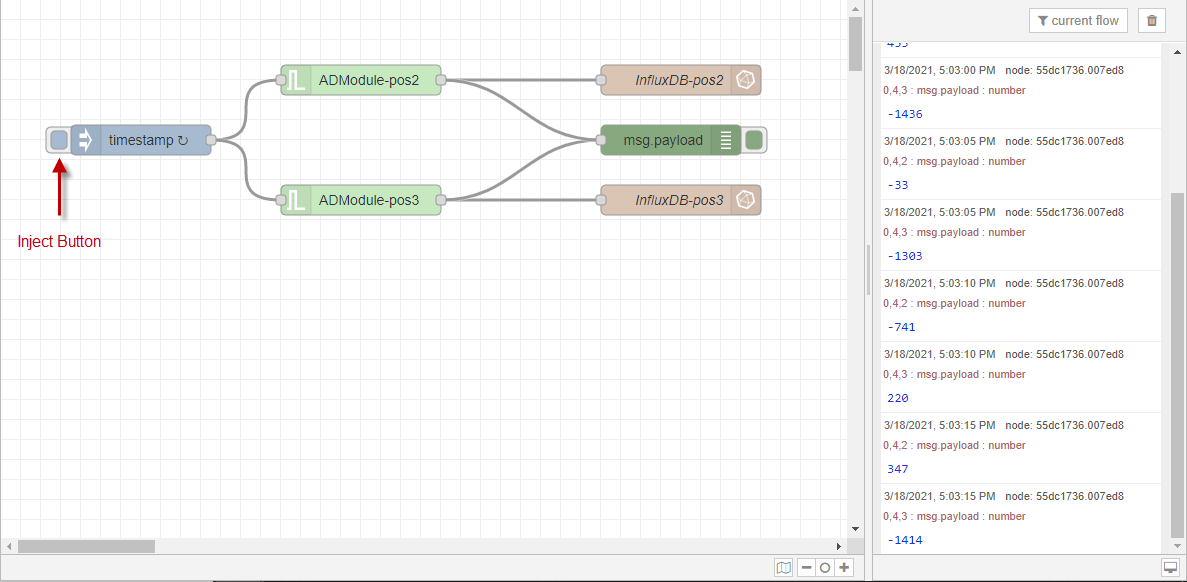 current flow
ADModule-pos2
InfluxDB-pos2
timestamp ↻
msg.payload
ADModule-pos3
InfluxDB-pos3
Inject Button
3/18/2021, 5:03:00 PM node: 55dc1736.007ed8
0,4,3 : msg.payload : number
-1436
3/18/2021, 5:03:05 PM node: 55dc1736.007ed8
0,4,2 : msg.payload : number
-33
3/18/2021, 5:03:05 PM node: 55dc1736.007ed8
0,4,3 : msg.payload : number
-1303
3/18/2021, 5:03:10 PM node: 55dc1736.007ed8
0,4,2 : msg.payload : number
-741
3/18/2021, 5:03:10 PM node: 55dc1736.007ed8
0,4,3 : msg.payload : number
220
3/18/2021, 5:03:15 PM node: 55dc1736.007ed8
0,4,2 : msg.payload : number
347
3/18/2021, 5:03:15 PM node: 55dc1736.007ed8
0,4,3 : msg.payload : number
-1414